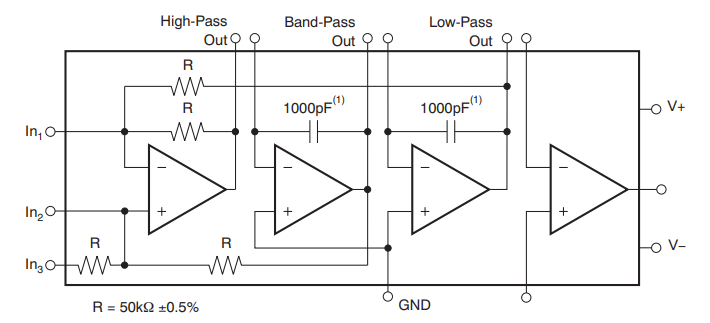 High-Pass Out
Band-Pass Out
Low-Pass Out
R
R
1000pF(1)
1000pF(1)
In1
V+
−
−
−
−
In2
+
+
+
+
R
R
V−
In3
R = 50kΩ ±0.5%
GND